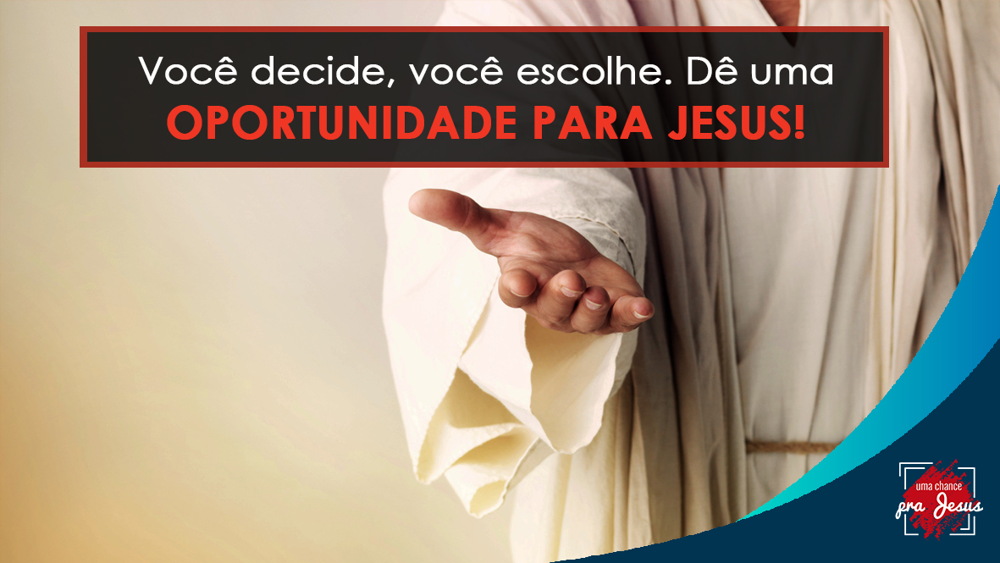 Você decide, você escolhe. Dê uma
OPORTUNIDADE PARA JESUS!
uma chance
pra Jesus